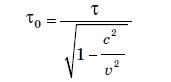 τ₀ = τ / √(1 − c² / v²)